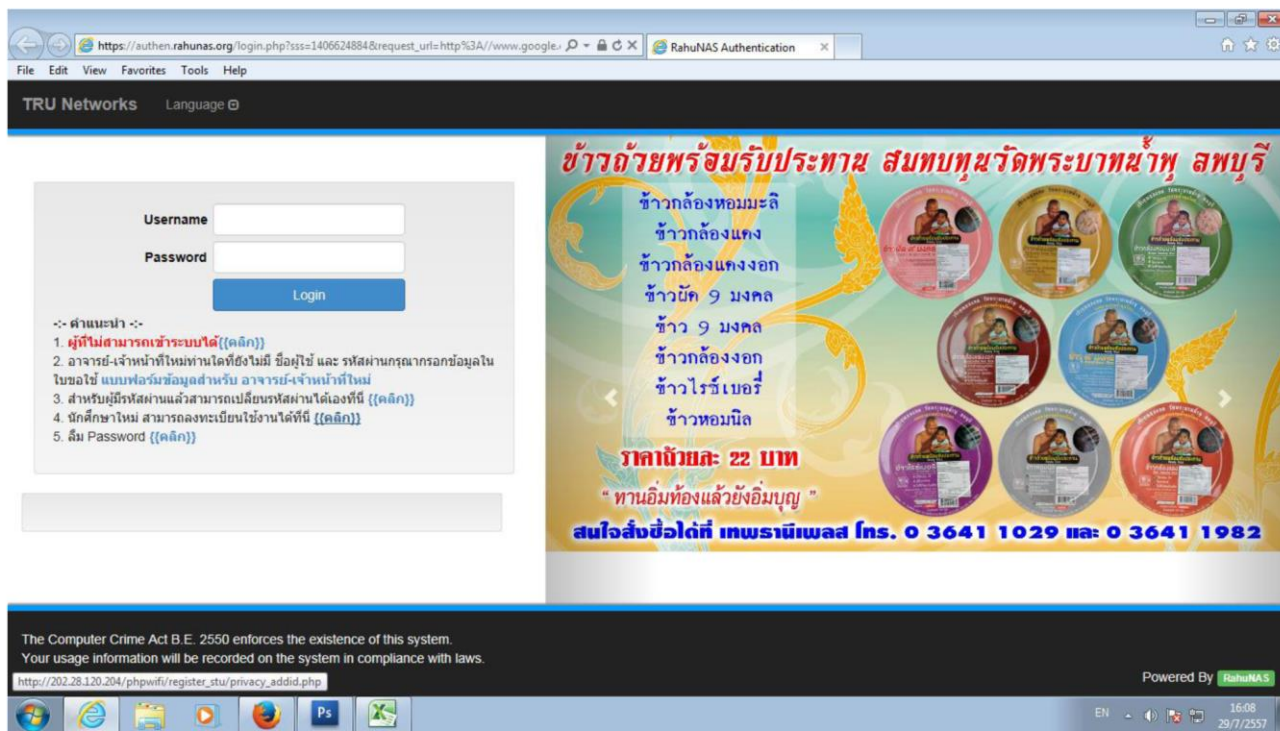 https://authen.rahunas.org/login.php?sss=1406624884&request_url=http%3A//www.google.
RahuNAS Authentication
File Edit View Favorites Tools Help
TRU Networks Language
Username
Password
Login
-:- คำแนะนำ -:-
1. ผู้ที่ไม่สามารถเข้าระบบได้{{คลิก}}
2. อาจารย์-เจ้าหน้าที่ใหม่ท่านใดที่ยังไม่มี ชื่อผู้ใช้ และ รหัสผ่านกรุณากรอกข้อมูลใน
ใบขอใช้ แบบฟอร์มข้อมูลสำหรับ อาจารย์-เจ้าหน้าที่ใหม่
3. สำหรับผู้มีรหัสผ่านแล้วสามารถเปลี่ยนรหัสผ่านได้เองที่นี่ {{คลิก}}
4. นักศึกษาใหม่ สามารถลงทะเบียนใช้งานได้ที่นี่ {{คลิก}}
5. ลืม Password {{คลิก}}
ข้าวถ้วยพร้อมรับประทาน สมทบทุนวัดพระบาทน้ำพุ ลพบุรี
ข้าวกล้องหอมมะลิ
ข้าวกล้องแดง
ข้าวกล้องแดงงอก
ข้าวผัด 9 มงคล
ข้าว 9 มงคล
ข้าวกล้องงอก
ข้าวไรซ์เบอรี่
ข้าวหอมนิล
ราคาถ้วยละ 22 บาท
" ทานอิ่มท้องแล้วยังอิ่มบุญ "
สนใจสั่งซื้อได้ที่ เทพธานีเพลส โทร. 0 3641 1029 และ 0 3641 1982
The Computer Crime Act B.E. 2550 enforces the existence of this system.
Your usage information will be recorded on the system in compliance with laws.
http://202.28.120.204/phpwifi/register_stu/privacy_addid.php
Powered By RahuNAS
Ps
EN
16:08
29/7/2557